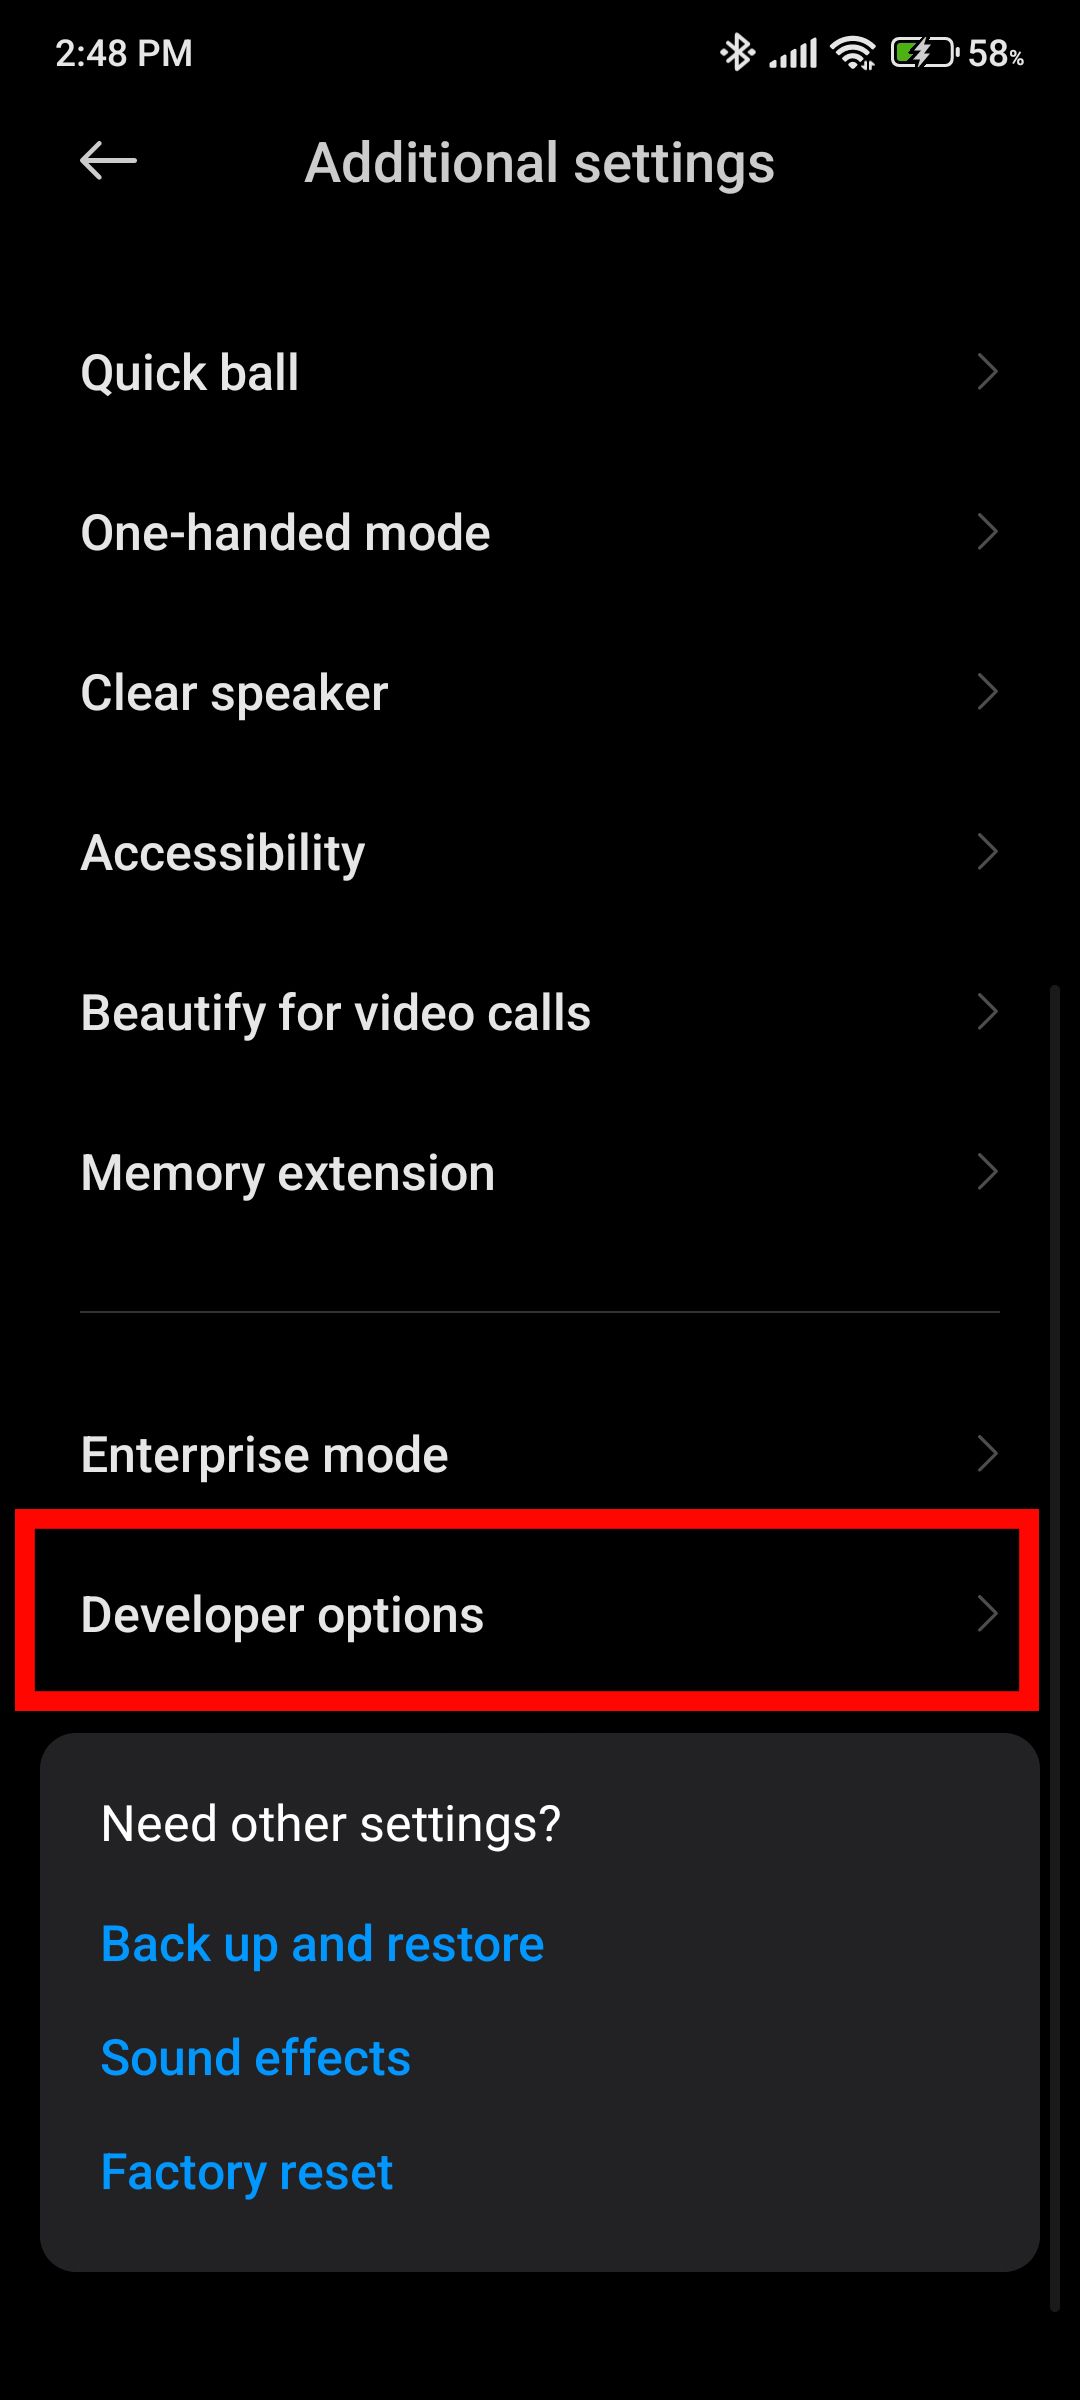 2:48 PM 58%
Additional settings
Quick ball
One-handed mode
Clear speaker
Accessibility
Beautify for video calls
Memory extension
Enterprise mode
Developer options
Need other settings?
Back up and restore
Sound effects
Factory reset